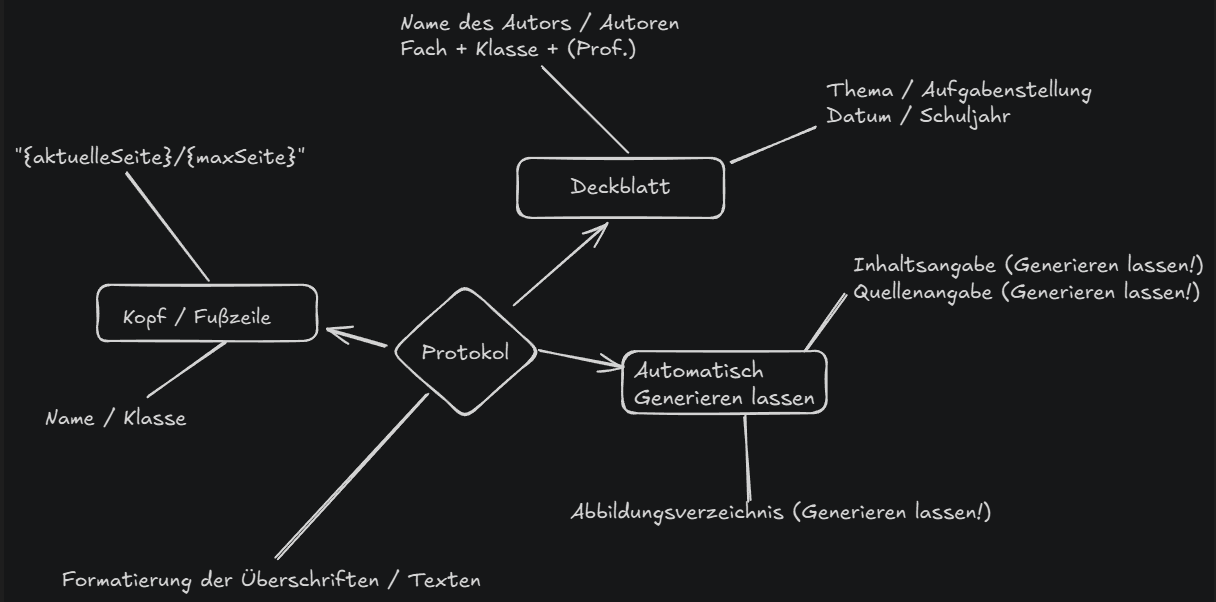 Name des Autors / Autoren
Fach + Klasse + (Prof.)
Thema / Aufgabenstellung
Datum / Schuljahr
"{aktuelleSeite}/{maxSeite}"
Deckblatt
Inhaltsangabe (Generieren lassen!)
Quellenangabe (Generieren lassen!)
Kopf / Fußzeile
Protokol
Automatisch
Generieren lassen
Name / Klasse
Abbildungsverzeichnis (Generieren lassen!)
Formatierung der Überschriften / Texten